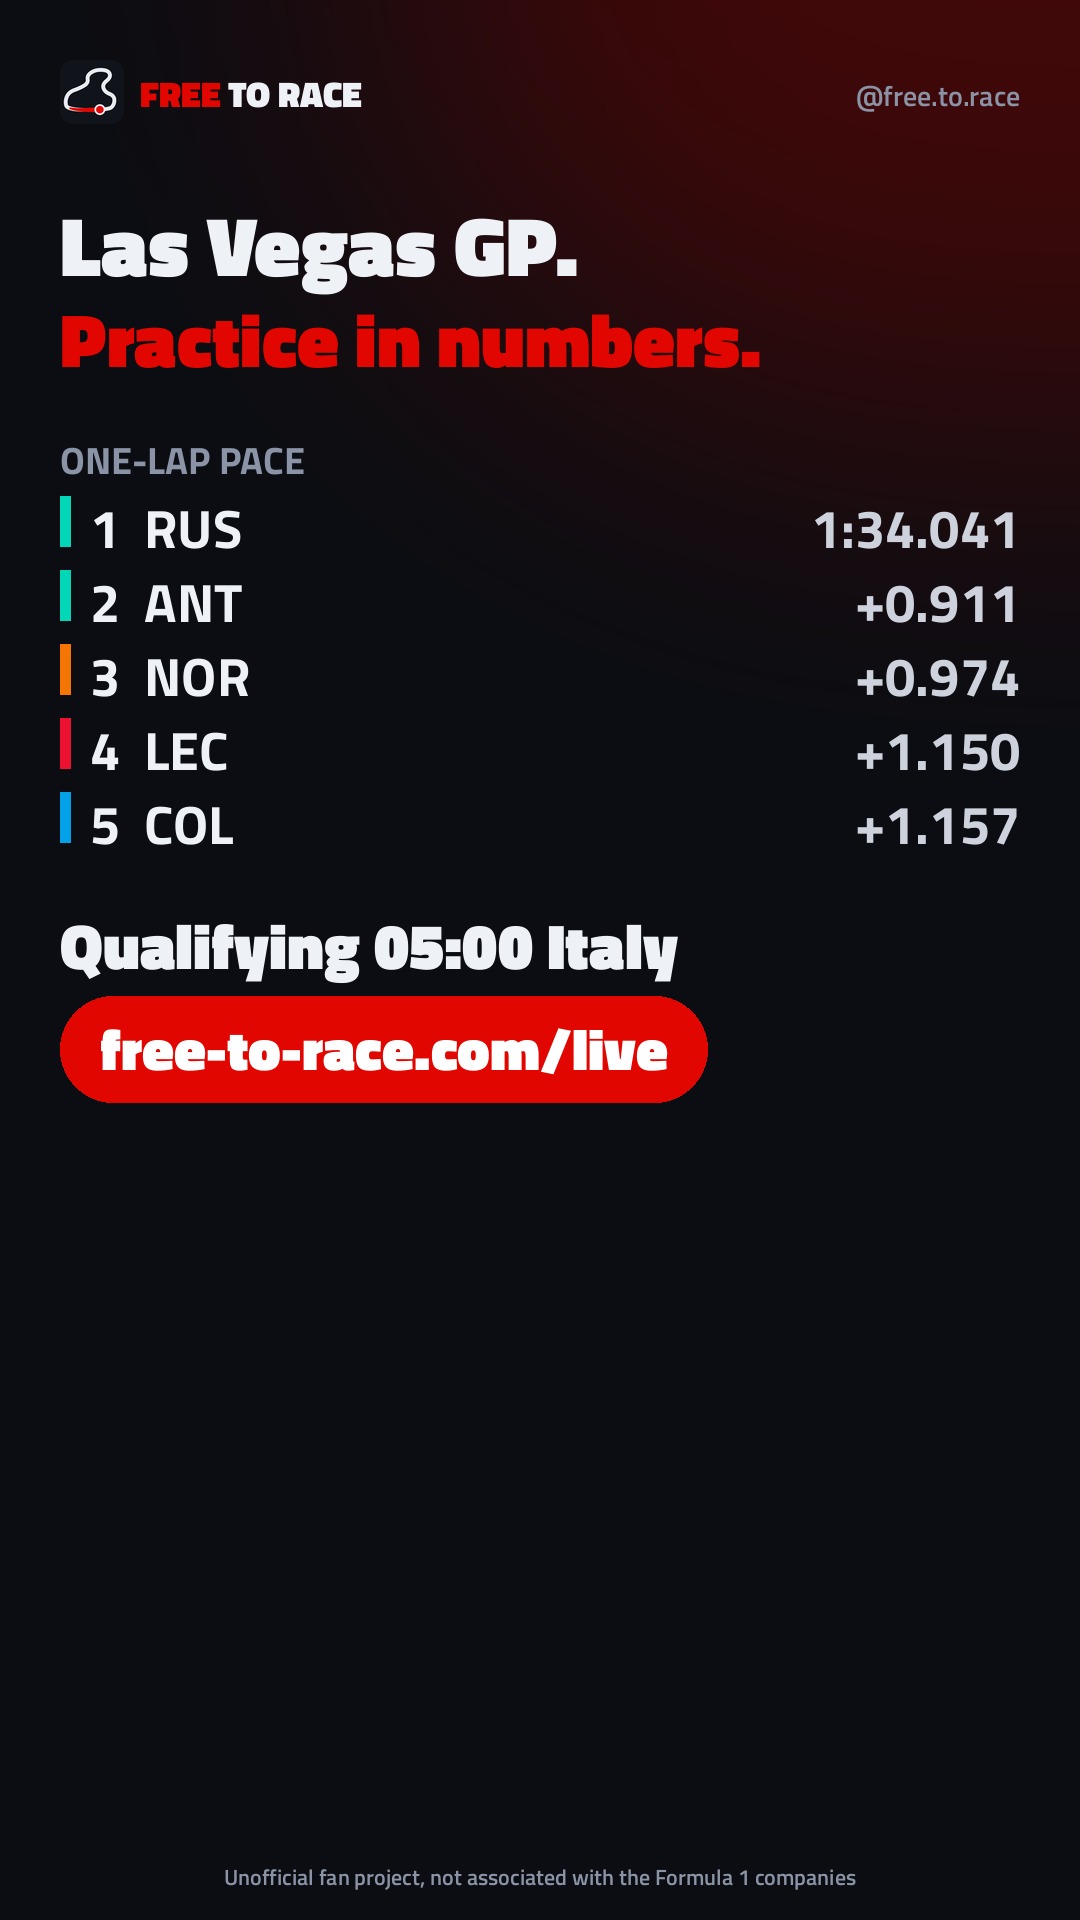 FREE TO RACE
@free.to.race
Las Vegas GP.
Practice in numbers.
ONE-LAP PACE
1 RUS 1:34.041
2 ANT +0.911
3 NOR +0.974
4 LEC +1.150
5 COL +1.157
Qualifying 05:00 Italy
free-to-race.com/live
Unofficial fan project, not associated with the Formula 1 companies